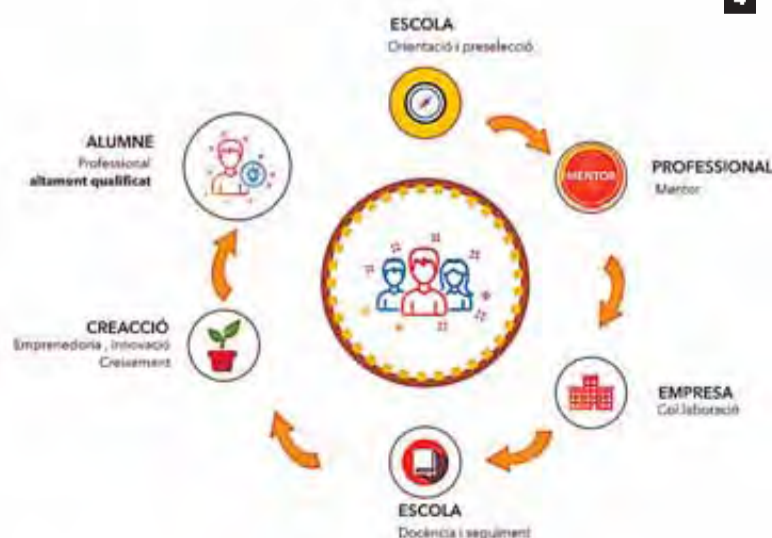 4
ESCOLA
Orientació i preselecció
MENTOR
PROFESSIONAL
Mentor
EMPRESA
Col.laboració
ESCOLA
Docència i seguiment
CREACCIÓ
Emprenedoria , innovació
Creixement
ALUMNE
Professional
altament qualificat